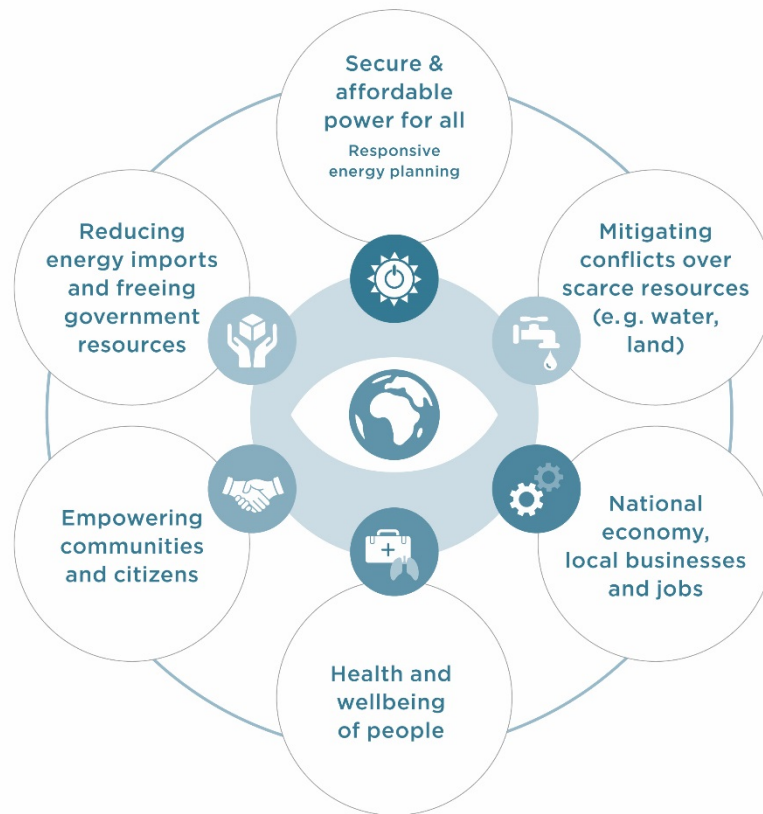 Secure &
affordable
power for all
Responsive
energy planning
Reducing
energy imports
and freeing
government
resources
Mitigating
conflicts over
scarce resources
(e.g. water,
land)
Empowering
communities
and citizens
National
economy,
local businesses
and jobs
Health and
wellbeing
of people